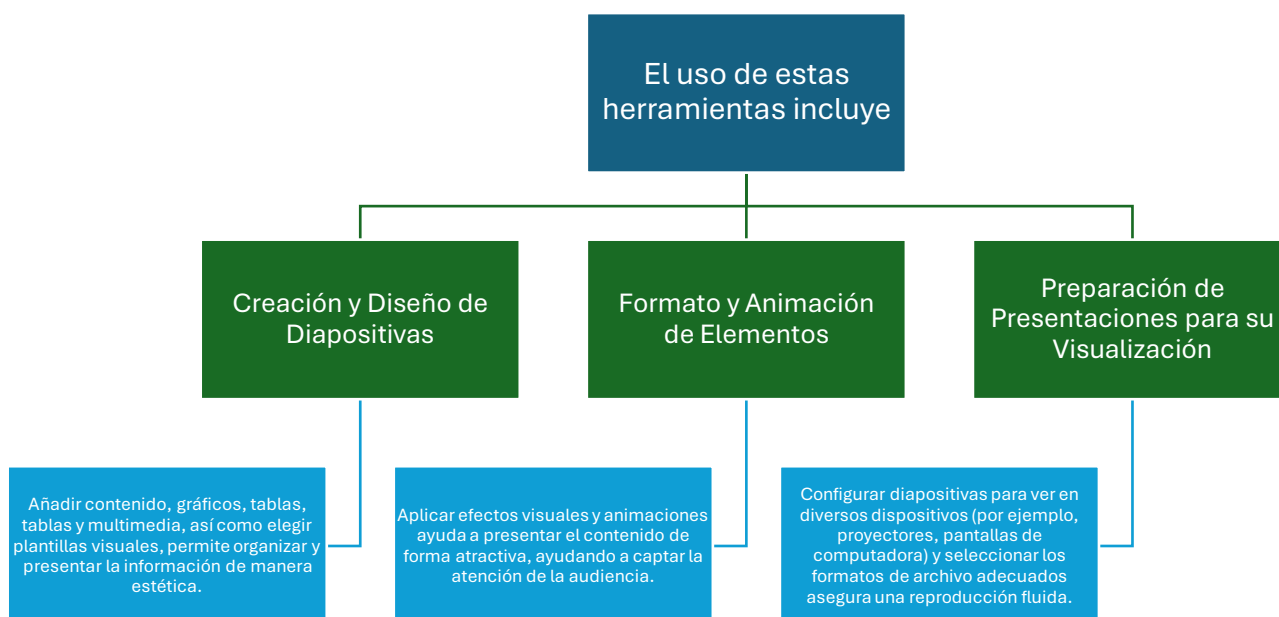 El uso de estas
herramientas incluye
Creación y Diseño de
Diapositivas
Formato y Animación
de Elementos
Preparación de
Presentaciones para su
Visualización
Añadir contenido, gráficos, tablas,
tablas y multimedia, así como elegir
plantillas visuales, permite organizar y
presentar la información de manera
estética.
Aplicar efectos visuales y animaciones
ayuda a presentar el contenido de
forma atractiva, ayudando a captar la
atención de la audiencia.
Configurar diapositivas para ver en
diversos dispositivos (por ejemplo,
proyectores, pantallas de
computadora) y seleccionar los
formatos de archivo adecuados
asegura una reproducción fluida.